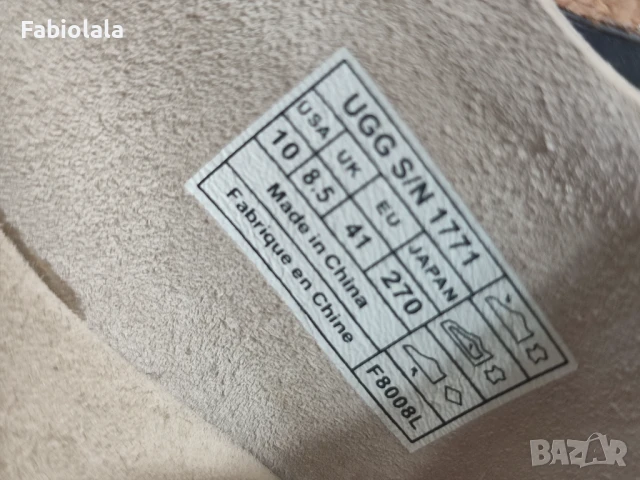 Fabiolala
UGG S/N 1771
USA UK EU JAPAN
10 8.5 41 270
Made in China
Fabrique en Chine
F8008L
BAZAR